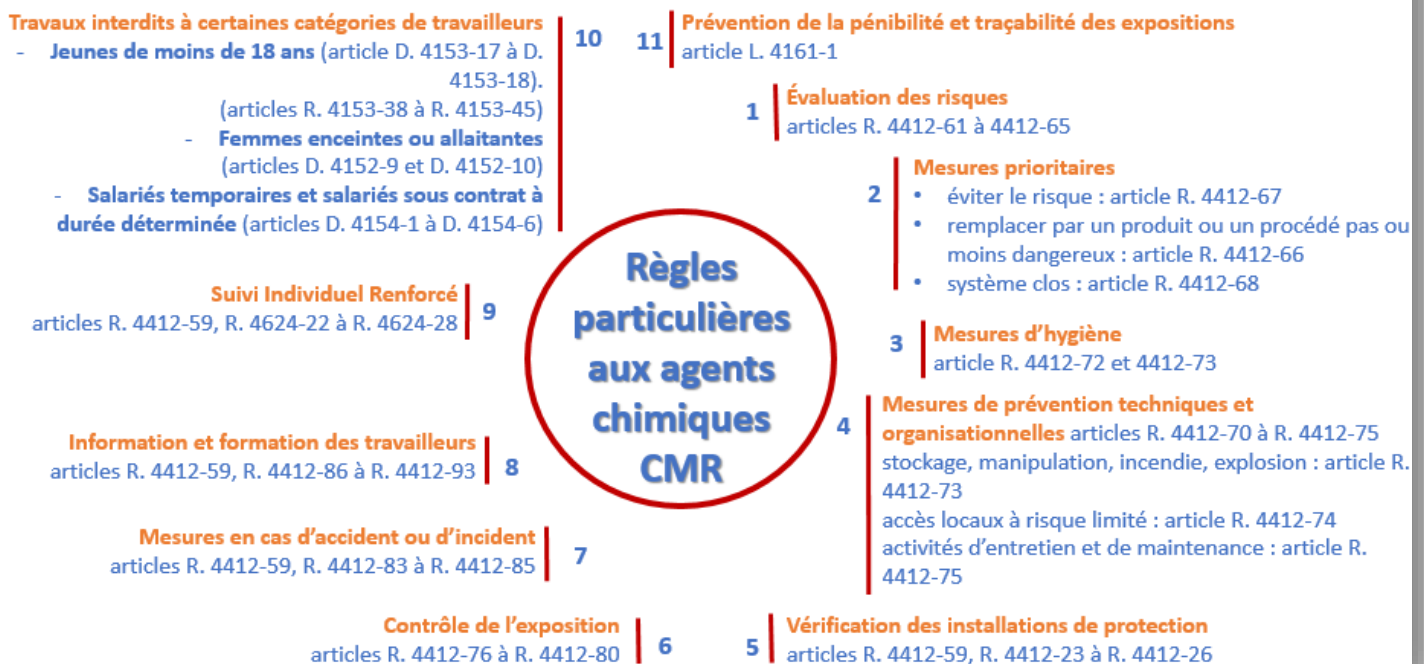 Travaux interdits à certaines catégories de travailleurs
- Jeunes de moins de 18 ans (article D. 4153-17 à D.
4153-18).
(articles R. 4153-38 à R. 4153-45)
- Femmes enceintes ou allaitantes
(articles D. 4152-9 et D. 4152-10)
- Salariés temporaires et salariés sous contrat à
durée déterminée (articles D. 4154-1 à D. 4154-6)
10
11
Prévention de la pénibilité et traçabilité des expositions
article L. 4161-1
1
Évaluation des risques
articles R. 4412-61 à 4412-65
2
Mesures prioritaires
• éviter le risque : article R. 4412-67
• remplacer par un produit ou un procédé pas ou
moins dangereux : article R. 4412-66
• système clos : article R. 4412-68
Règles
particulières
aux agents
chimiques
CMR
3
Mesures d’hygiène
article R. 4412-72 et 4412-73
4
Mesures de prévention techniques et
organisationnelles articles R. 4412-70 à R. 4412-75
stockage, manipulation, incendie, explosion : article R.
4412-73
accès locaux à risque limité : article R. 4412-74
activités d’entretien et de maintenance : article R.
4412-75
5
Vérification des installations de protection
articles R. 4412-59, R. 4412-23 à R. 4412-26
Contrôle de l’exposition
articles R. 4412-76 à R. 4412-80
6
Mesures en cas d’accident ou d’incident
articles R. 4412-59, R. 4412-83 à R. 4412-85
7
Information et formation des travailleurs
articles R. 4412-59, R. 4412-86 à R. 4412-93
8
Suivi Individuel Renforcé
articles R. 4412-59, R. 4624-22 à R. 4624-28
9